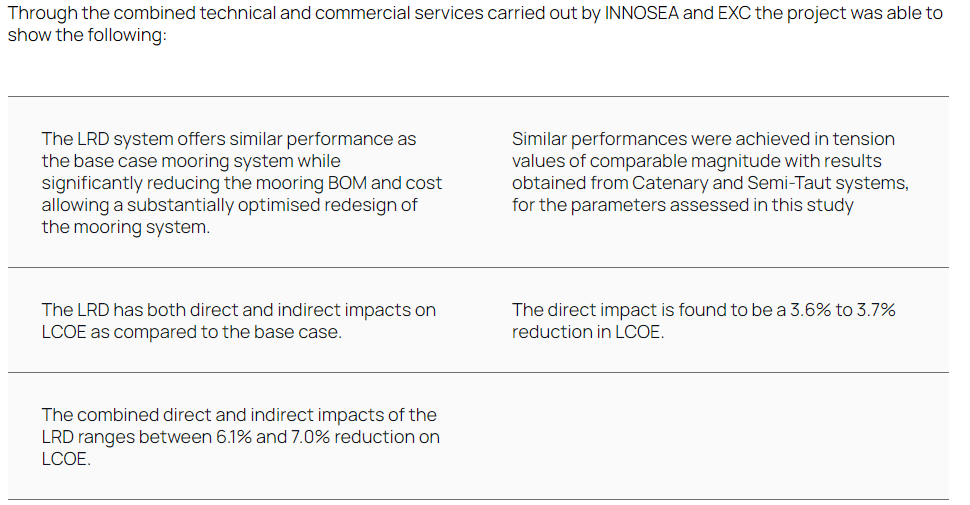 Through the combined technical and commercial services carried out by INNOSEA and EXC the project was able to
show the following:
The LRD system offers similar performance as
the base case mooring system while
significantly reducing the mooring BOM and cost
allowing a substantially optimised redesign of
the mooring system.
Similar performances were achieved in tension
values of comparable magnitude with results
obtained from Catenary and Semi-Taut systems,
for the parameters assessed in this study
The LRD has both direct and indirect impacts on
LCOE as compared to the base case.
The direct impact is found to be a 3.6% to 3.7%
reduction in LCOE.
The combined direct and indirect impacts of the
LRD ranges between 6.1% and 7.0% reduction on
LCOE.